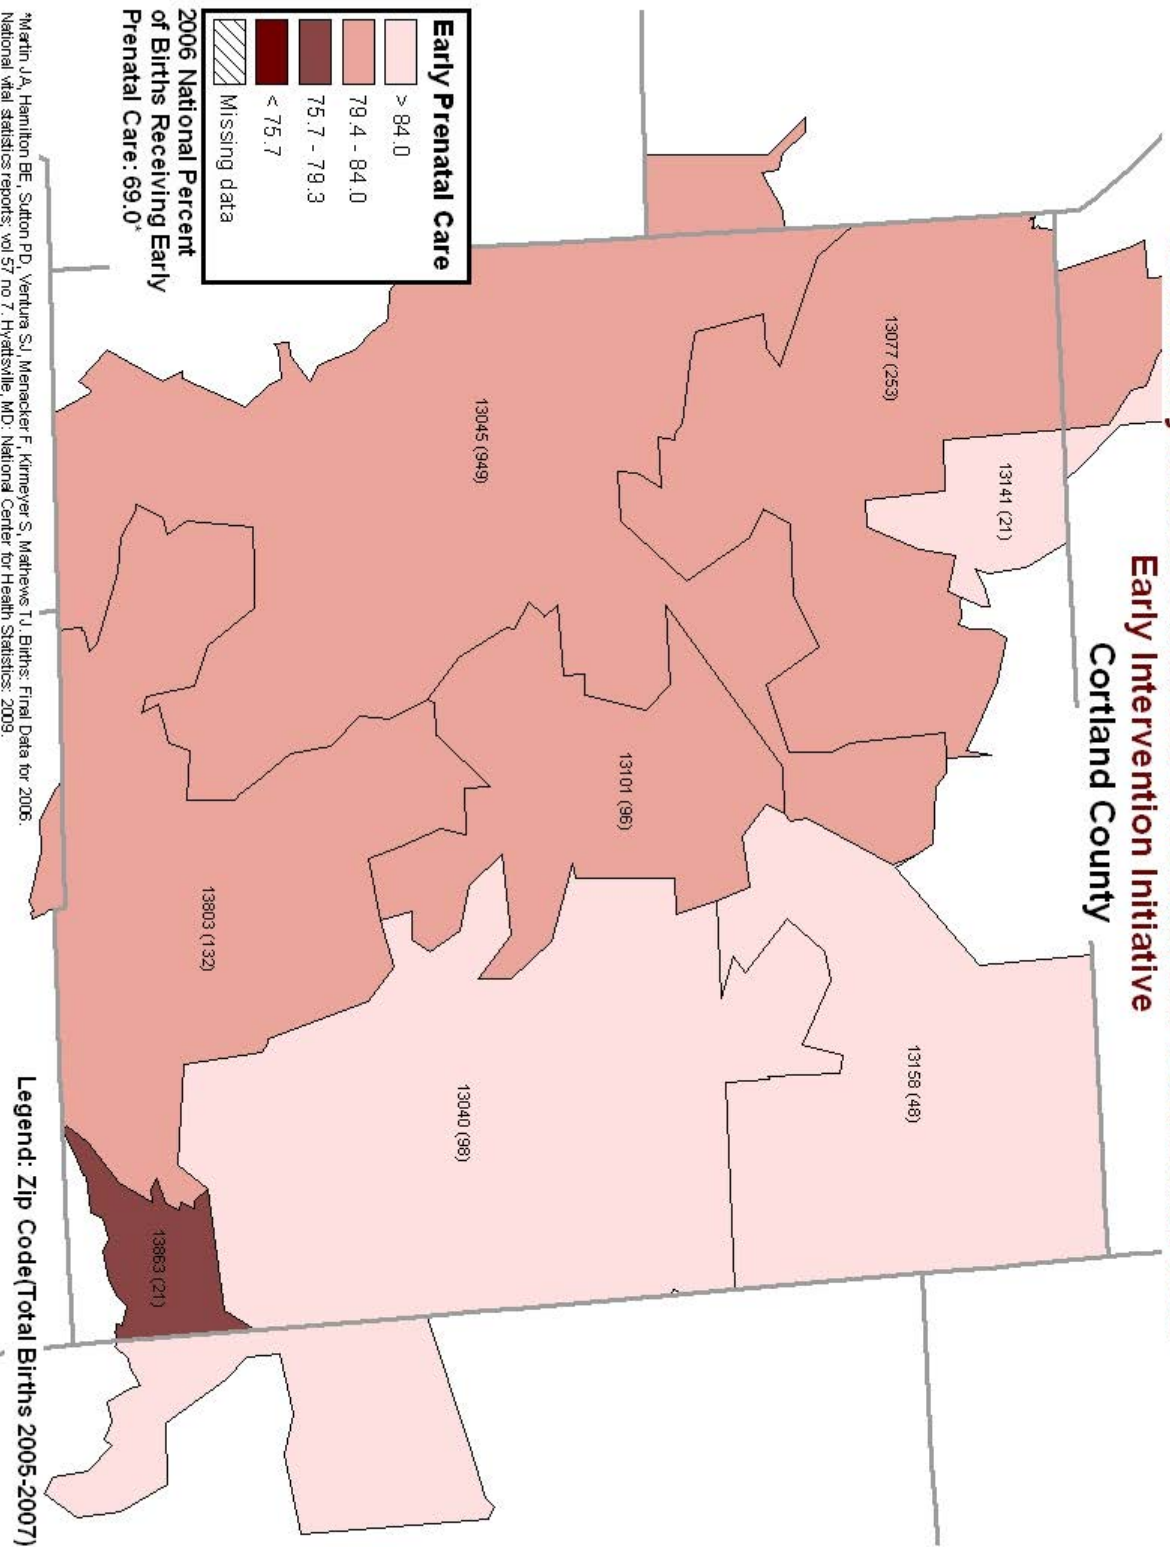 Early Intervention Initiative
Cortland County
13141 (21)
13077 (253)
13158 (48)
13101 (96)
13045 (949)
13040 (98)
13803 (132)
13863 (21)
Early Prenatal Care
> 84.0
79.4 - 84.0
75.7 - 79.3
< 75.7
Missing data
2006 National Percent
of Births Receiving Early
Prenatal Care: 69.0*
Legend: Zip Code(Total Births 2005-2007)
*Martin JA, Hamilton BE, Sutton PD, Ventura SJ, Menacker F, Kirmeyer S, Mathews TJ. Births: Final Data for 2006.
National vital statistics reports; vol 57 no 7. Hyattsville, MD: National Center for Health Statistics: 2009.